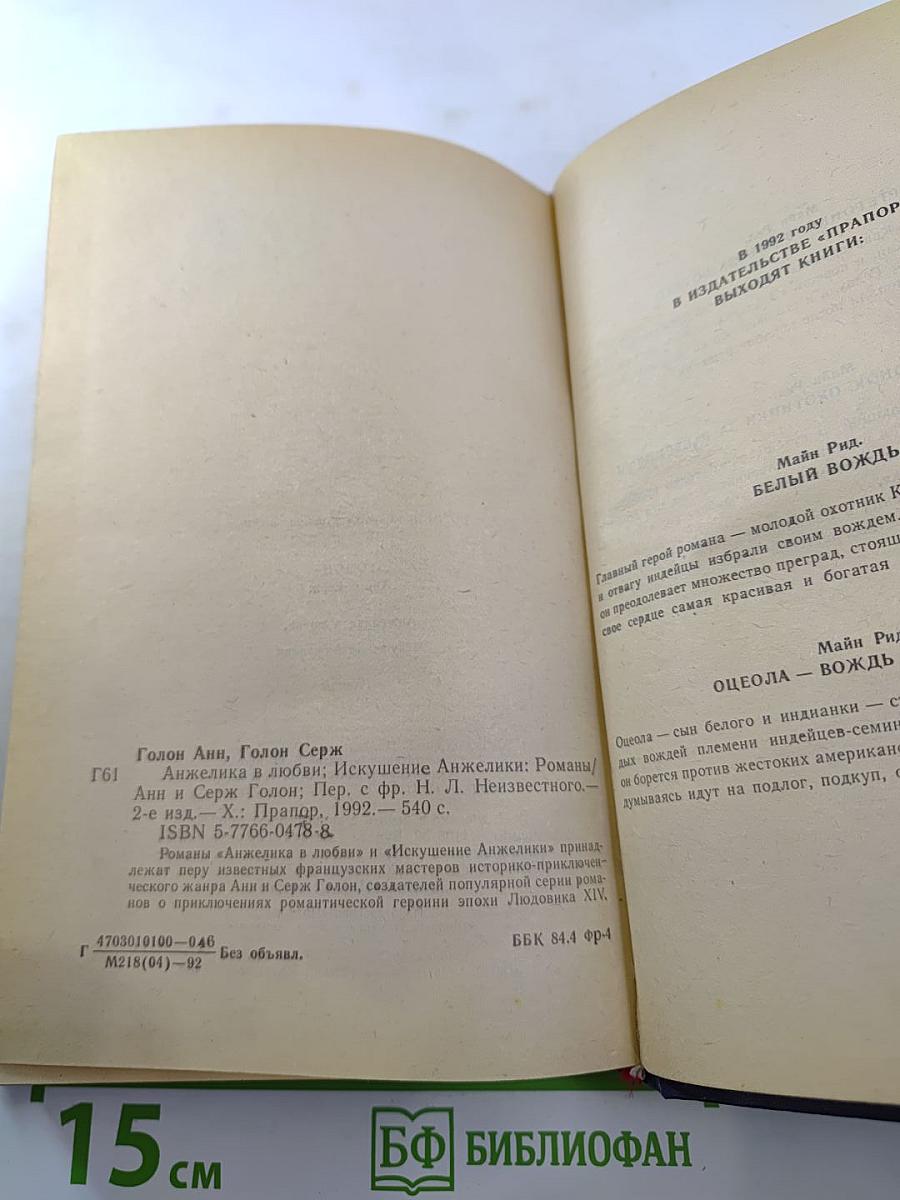 Голон Анн, Голон Серж
Г61
Анжелика в любви; Искушение Анжелики: Романы/
Анн и Серж Голон; Пер. с фр. Н. Л. Неизвестного.—
2-е изд.— Х.: Прапор, 1992.— 540 с.
ISBN 5-7766-0478-8.
Романы «Анжелика в любви» и «Искушение Анжелики» принад-
лежат перу известных французских мастеров историко-приключен-
ческого жанра Анн и Серж Голон, создателей популярной серии рома-
нов о приключениях романтической героини эпохи Людовика XIV.
Г 4703010100—046 Без объявл.
М218(04)—92
ББК 84.4 Фр-4
В 1992 году
В ИЗДАТЕЛЬСТВЕ «ПРАПОР
ВЫХОДЯТ КНИГИ:
Майн Рид.
БЕЛЫЙ ВОЖДЬ
Главный герой романа — молодой охотник К
и отвагу индейцы избрали своим вождем.
он преодолевает множество преград, стоящ
свое сердце самая красивая и богатая
Майн Рид
ОЦЕОЛА — ВОЖДЬ
Оцеола — сын белого и индианки — с
дых вождей племени индейцев-семин
он борется против жестоких американ
думываясь идут на подлог, подкуп,
15 см
БФ БИБЛИОФАН